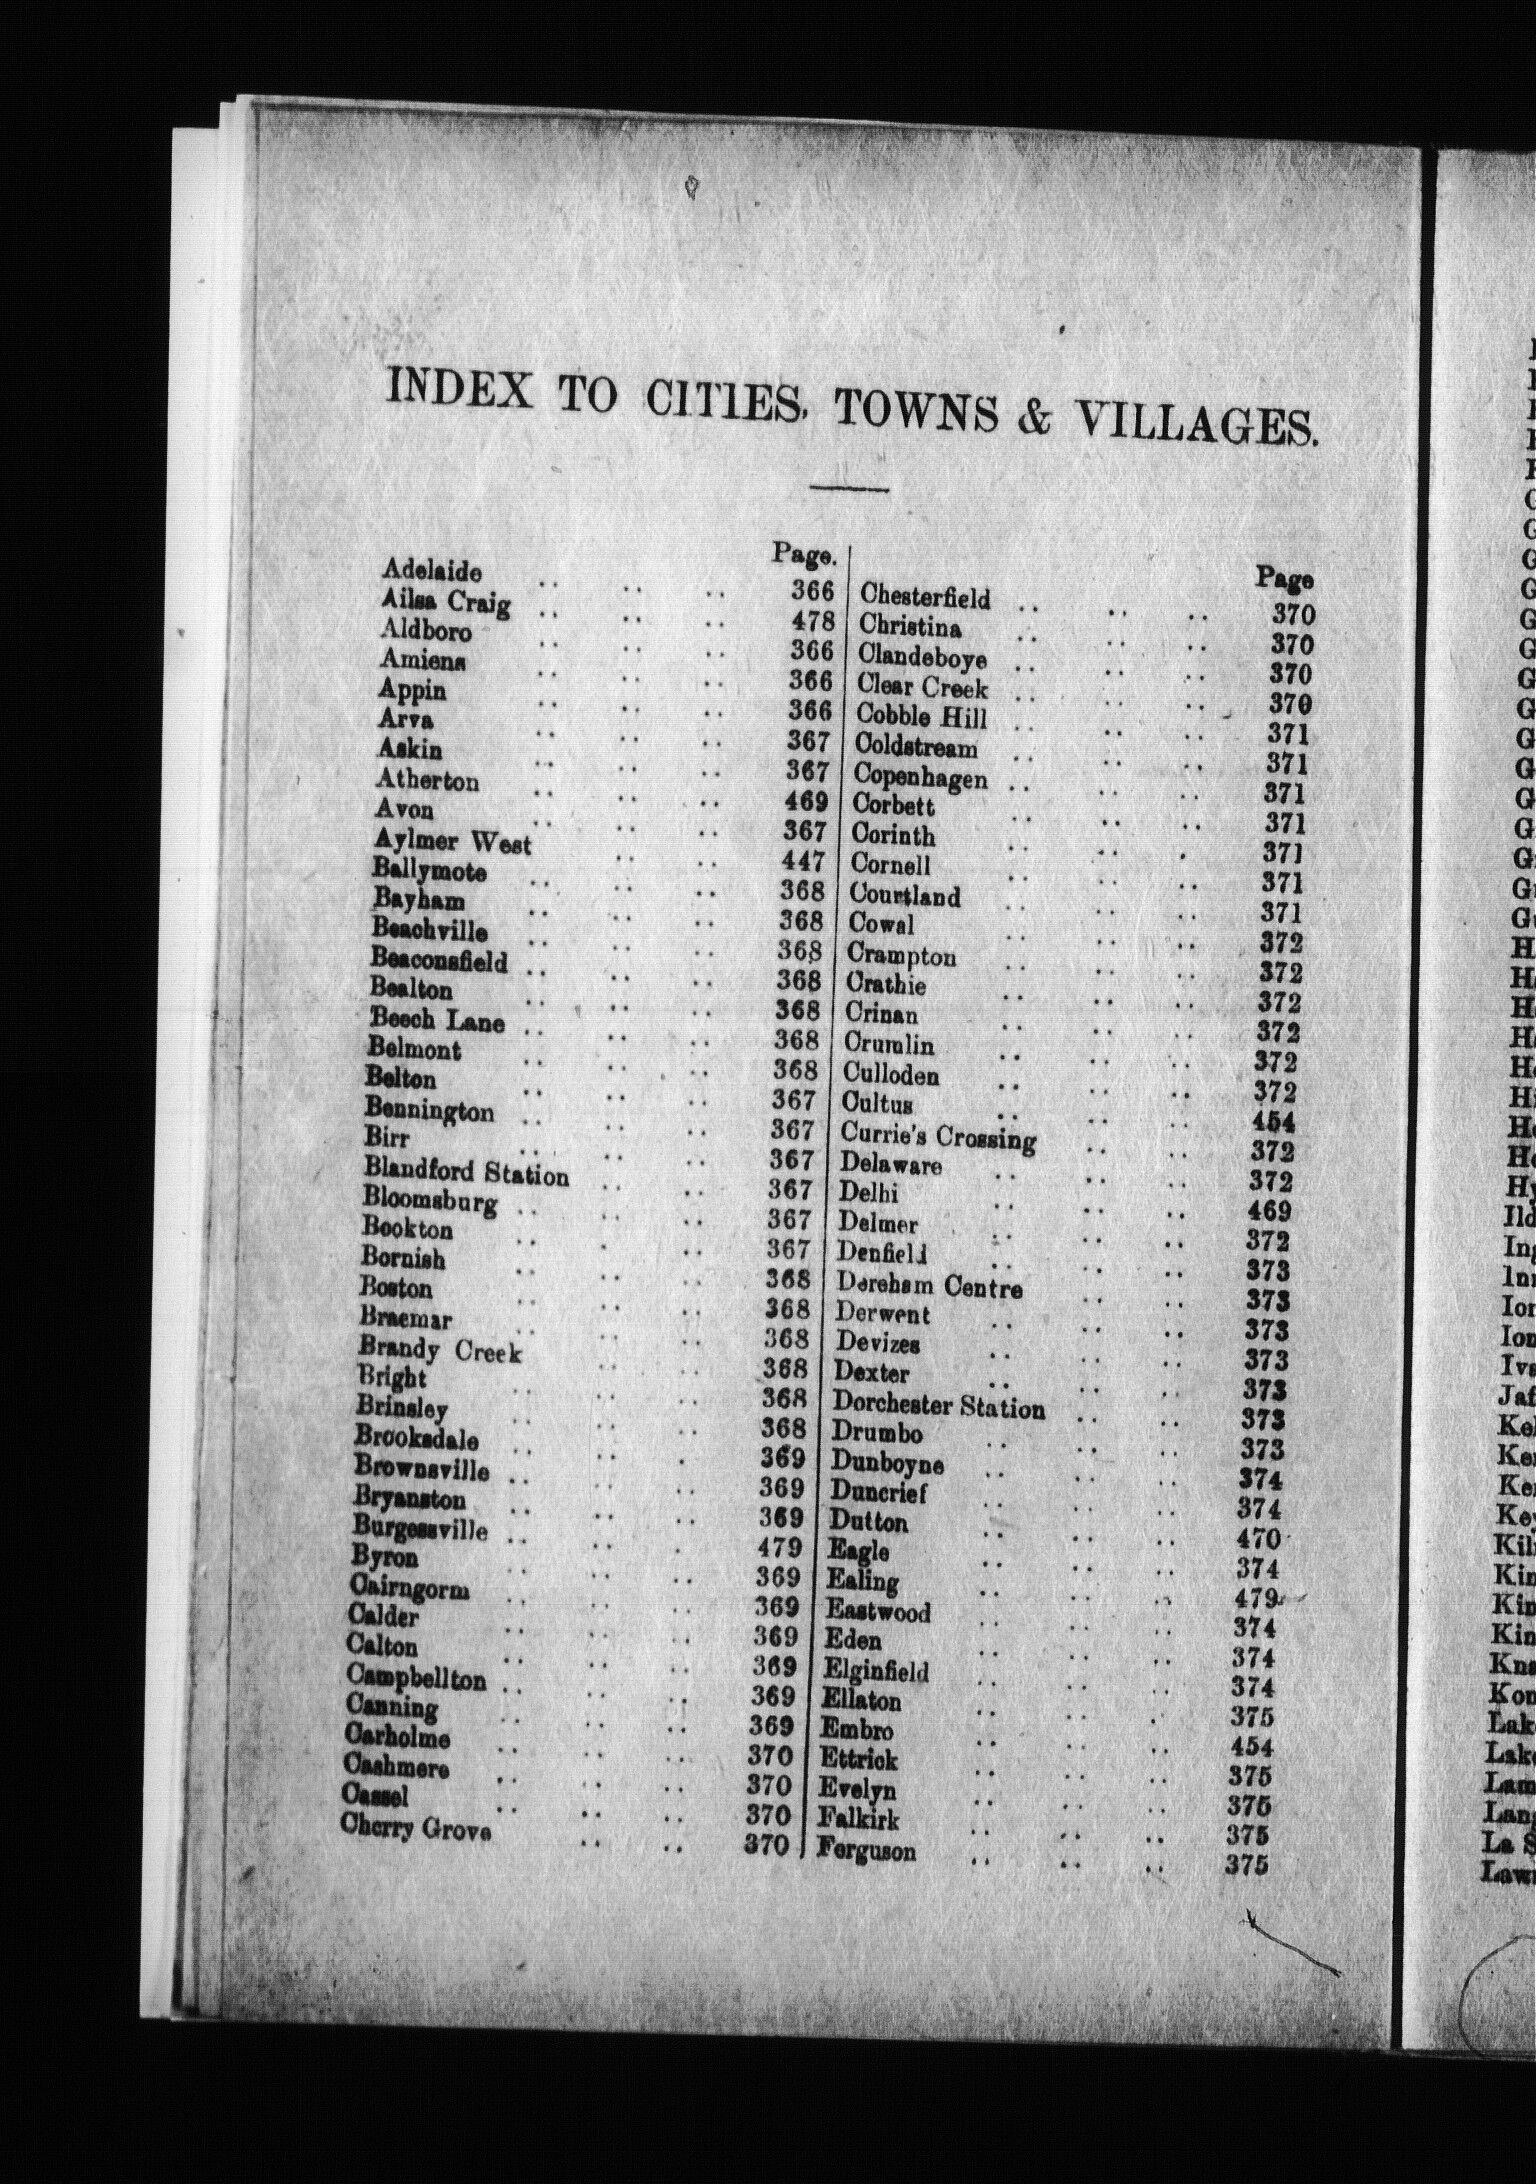 INDEX TO CITIES, TOWNS & VILLAGES.
Page.
Adelaide .. .. .. 366
Ailsa Craig .. .. .. 478
Aldboro .. .. .. 366
Amiens .. .. .. 366
Appin .. .. .. 366
Arva .. .. .. 367
Askin .. .. .. 367
Atherton .. .. .. 469
Avon .. .. .. 367
Aylmer West .. .. 447
Ballymote .. .. .. 368
Bayham .. .. .. 368
Beachville .. .. .. 368
Beaconsfield .. .. .. 368
Bealton .. .. .. 368
Beech Lane .. .. .. 368
Belmont .. .. .. 368
Belton .. .. .. 367
Bennington .. .. .. 367
Birr .. .. .. 367
Blandford Station .. .. 367
Bloomsburg .. .. .. 367
Bookton .. .. .. 367
Bornish .. .. .. 368
Boston .. .. .. 368
Braemar .. .. .. 368
Brandy Creek .. .. 368
Bright .. .. .. 368
Brinsley .. .. .. 368
Brooksdale .. .. .. 369
Brownsville .. .. .. 369
Bryanston .. .. .. 369
Burgessville .. .. .. 479
Byron .. .. .. 369
Cairngorm .. .. .. 369
Calder .. .. .. 369
Calton .. .. .. 369
Campbellton .. .. .. 369
Canning .. .. .. 369
Carholme .. .. .. 370
Cashmere .. .. .. 370
Cassel .. .. .. 370
Cherry Grove .. .. 370
Page
Chesterfield .. .. .. 370
Christina .. .. .. 370
Clandeboye .. .. .. 370
Clear Creek .. .. .. 370
Cobble Hill .. .. .. 371
Coldstream .. .. .. 371
Copenhagen .. .. .. 371
Corbett .. .. .. 371
Corinth .. .. .. 371
Cornell .. .. .. 371
Courtland .. .. .. 371
Cowal .. .. .. 372
Crampton .. .. .. 372
Crathie .. .. .. 372
Crinan .. .. .. 372
Crumlin .. .. .. 372
Culloden .. .. .. 372
Cultus .. .. .. 454
Currie's Crossing .. .. 372
Delaware .. .. .. 372
Delhi .. .. .. 469
Delmer .. .. .. 372
Denfield .. .. .. 373
Dereham Centre .. .. 373
Derwent .. .. .. 373
Devizes .. .. .. 373
Dexter .. .. .. 373
Dorchester Station .. .. 373
Drumbo .. .. .. 373
Dunboyne .. .. .. 374
Duncrief .. .. .. 374
Dutton .. .. .. 470
Eagle .. .. .. 374
Ealing .. .. .. 479
Eastwood .. .. .. 374
Eden .. .. .. 374
Elginfield .. .. .. 374
Ellaton .. .. .. 375
Embro .. .. .. 454
Ettrick .. .. .. 375
Evelyn .. .. .. 375
Falkirk .. .. .. 375
Ferguson .. .. .. 375